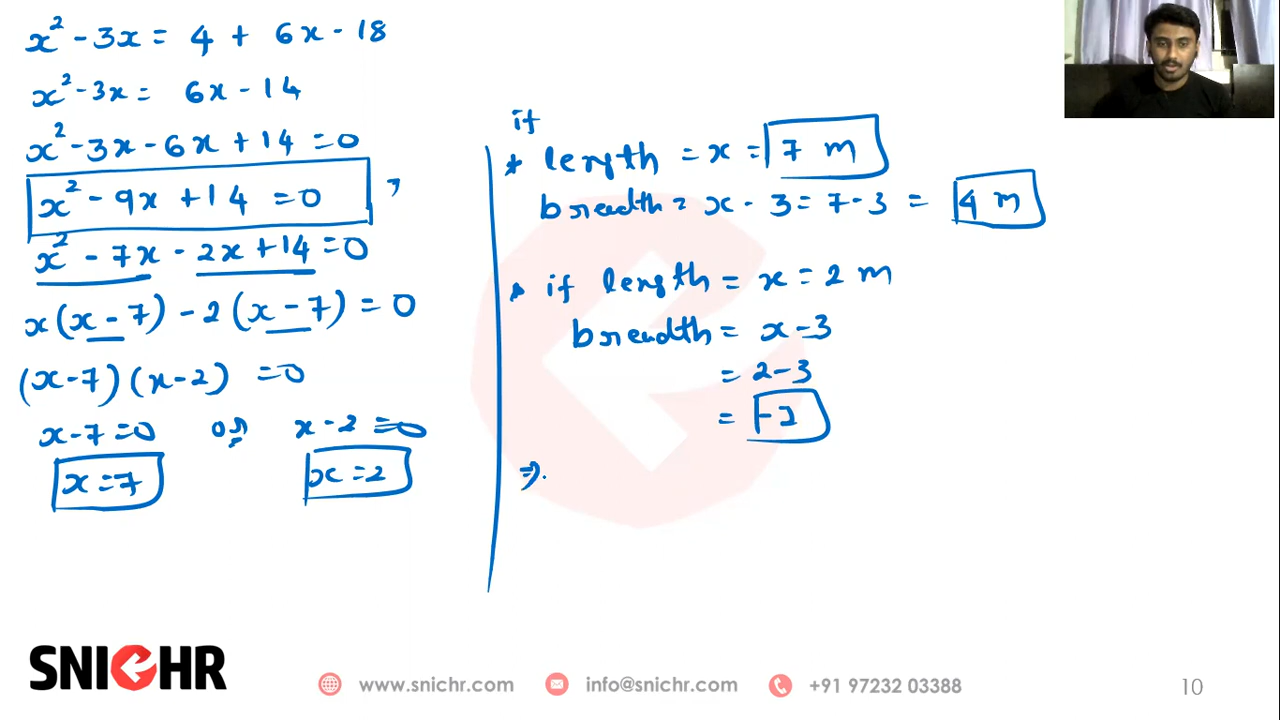 x² - 3x = 4 + 6x - 18
x² - 3x = 6x - 14
x² - 3x - 6x + 14 = 0
x² - 9x + 14 = 0 ,
x² - 7x - 2x + 14 = 0
x(x - 7) - 2(x - 7) = 0
(x - 7)(x - 2) = 0
x - 7 = 0 or x - 2 = 0
x = 7 x = 2
if
* length = x = 7 m
breadth = x - 3 = 7 - 3 = 4 m
* if length = x = 2 m
breadth = x - 3
= 2 - 3
= -1
⇒
SNICHR
www.snichr.com info@snichr.com +91 97232 03388 10